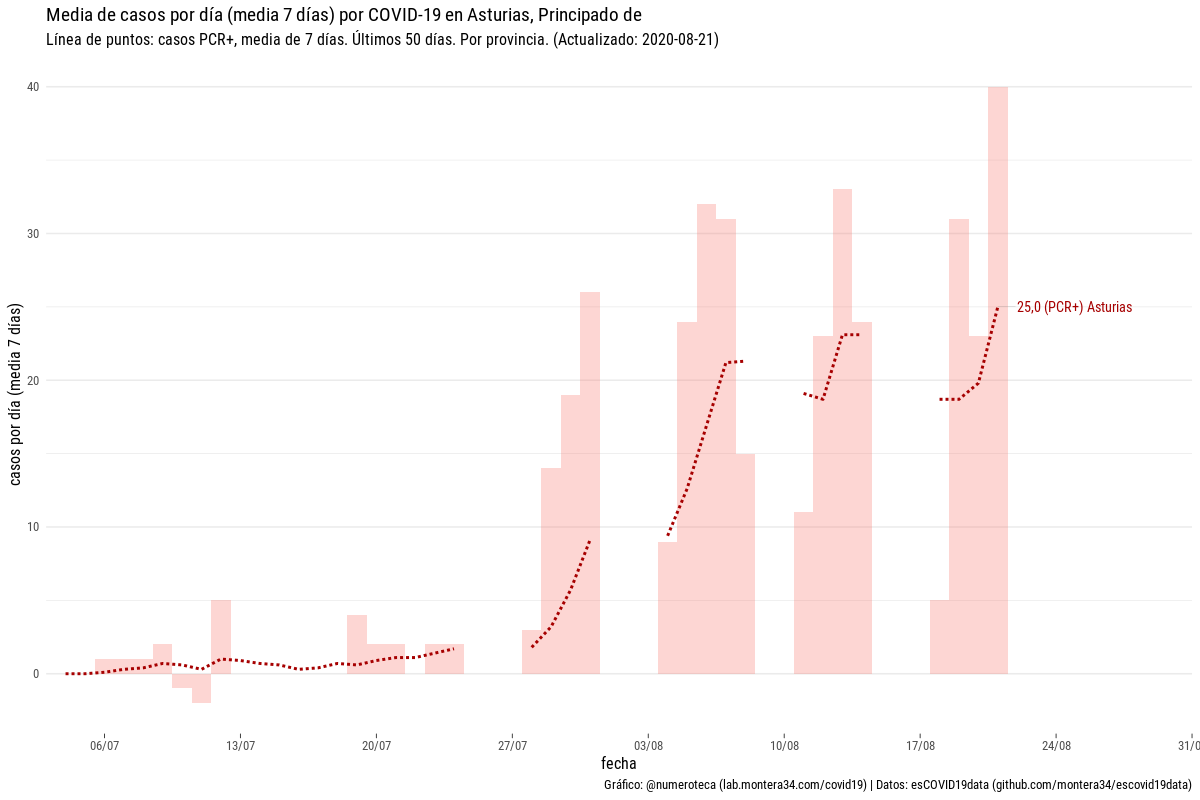 Media de casos por día (media 7 días) por COVID-19 en Asturias, Principado de
Línea de puntos: casos PCR+, media de 7 días. Últimos 50 días. Por provincia. (Actualizado: 2020-08-21)
casos por día (media 7 días)
40
30
20
10
0
25,0 (PCR+) Asturias
06/07 13/07 20/07 27/07 03/08 10/08 17/08 24/08 31/0
fecha
Gráfico: @numeroteca (lab.montera34.com/covid19) | Datos: esCOVID19data (github.com/montera34/escovid19data)